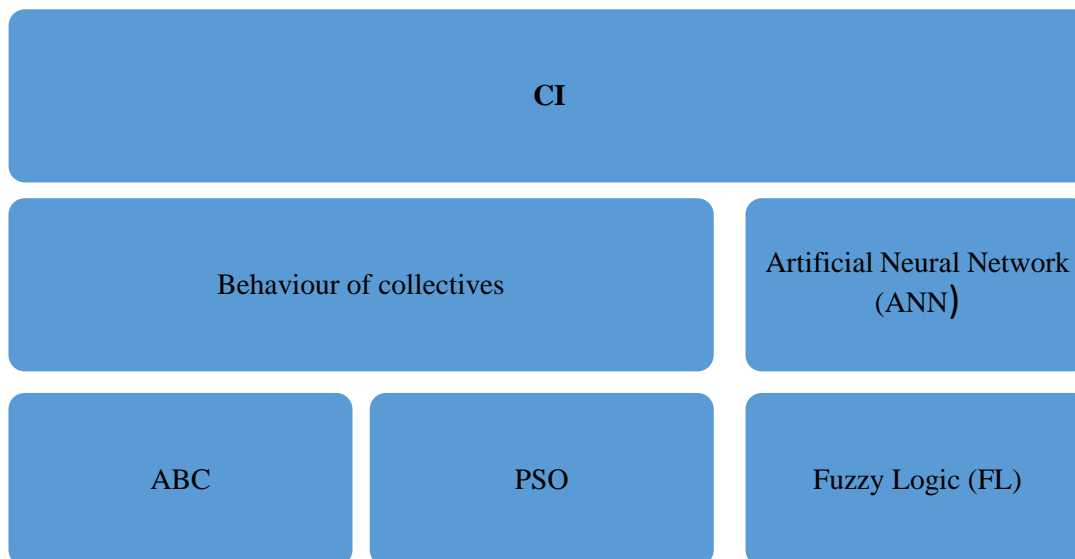 CI
Behaviour of collectives
Artificial Neural Network
(ANN)
ABC
PSO
Fuzzy Logic (FL)